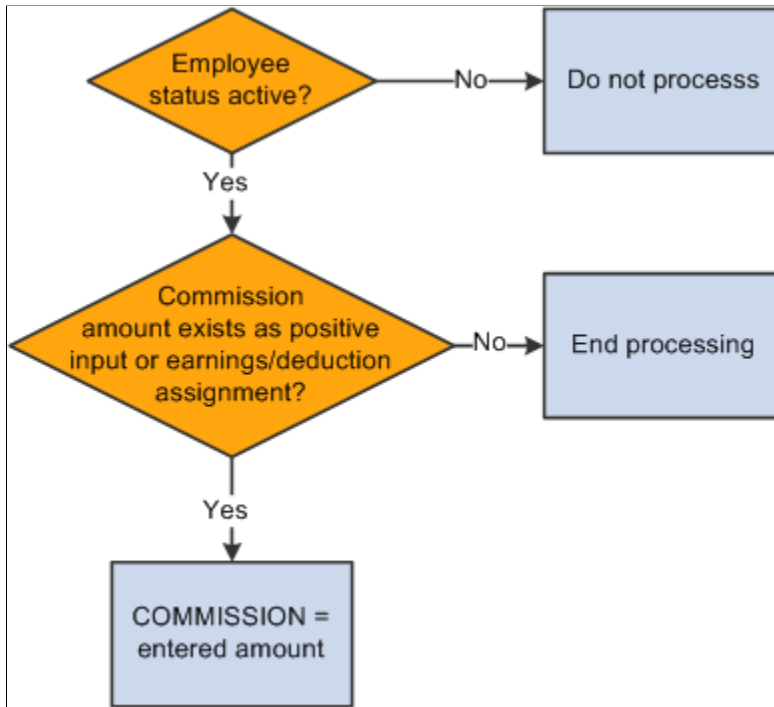 Employee
status active?
No
Do not processs
Yes
Commission
amount exists as positive
input or earnings/deduction
assignment?
No
End processing
Yes
COMMISSION =
entered amount